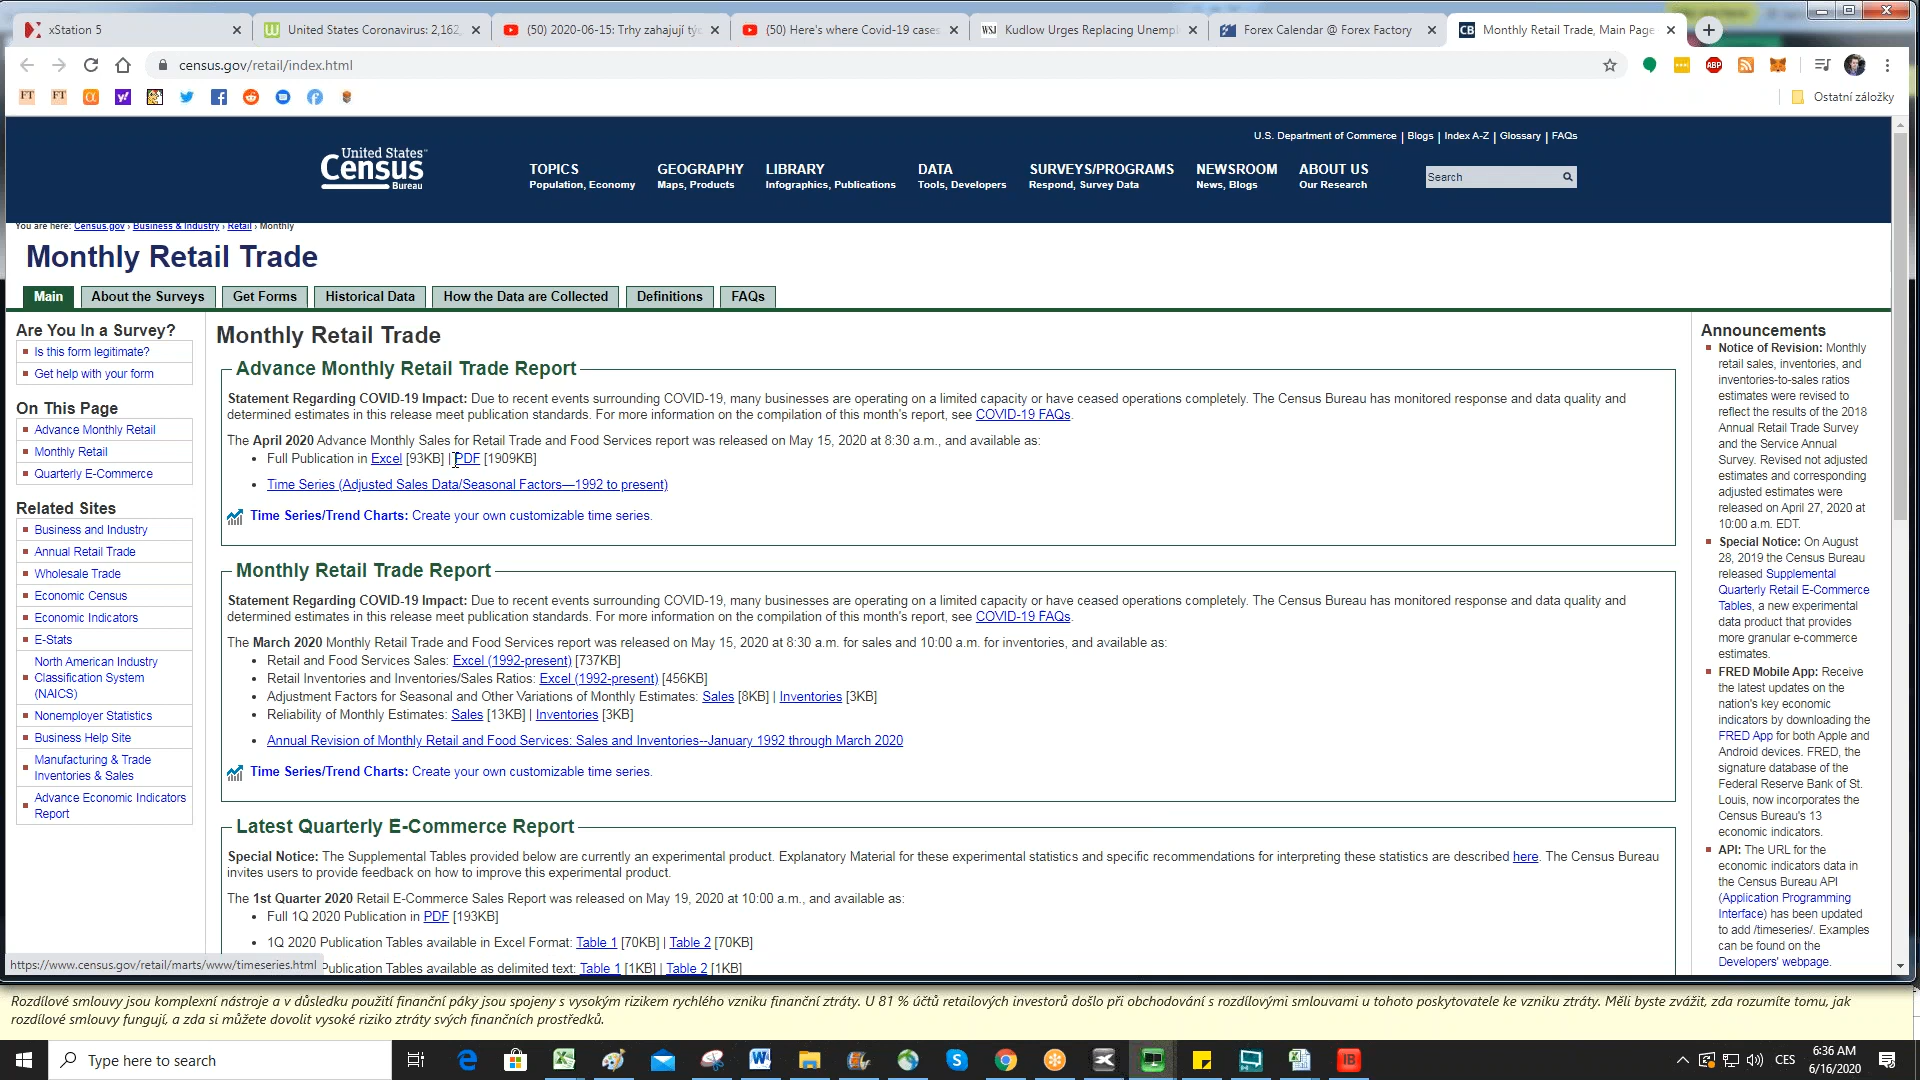 xStation 5
United States Coronavirus: 2,162,
(50) 2020-06-15: Trhy zahajují tý
(50) Here's where Covid-19 cases
WSJ Kudlow Urges Replacing Unemp
Forex Calendar @ Forex Factory
CB Monthly Retail Trade, Main Page
census.gov/retail/index.html
Ostatní záložky
U.S. Department of Commerce | Blogs | Index A-Z | Glossary | FAQs
United States
Census
Bureau
TOPICS
Population, Economy
GEOGRAPHY
Maps, Products
LIBRARY
Infographics, Publications
DATA
Tools, Developers
SURVEYS/PROGRAMS
Respond, Survey Data
NEWSROOM
News, Blogs
ABOUT US
Our Research
Search
You are here: Census.gov › Business & Industry › Retail › Monthly
Monthly Retail Trade
Main
About the Surveys
Get Forms
Historical Data
How the Data are Collected
Definitions
FAQs
Are You In a Survey?
Is this form legitimate?
Get help with your form
On This Page
Advance Monthly Retail
Monthly Retail
Quarterly E-Commerce
Related Sites
Business and Industry
Annual Retail Trade
Wholesale Trade
Economic Census
Economic Indicators
E-Stats
North American Industry
Classification System
(NAICS)
Nonemployer Statistics
Business Help Site
Manufacturing & Trade
Inventories & Sales
Advance Economic Indicators
Report
Monthly Retail Trade
Advance Monthly Retail Trade Report
Statement Regarding COVID-19 Impact: Due to recent events surrounding COVID-19, many businesses are operating on a limited capacity or have ceased operations completely. The Census Bureau has monitored response and data quality and
determined estimates in this release meet publication standards. For more information on the compilation of this month's report, see COVID-19 FAQs.
The April 2020 Advance Monthly Sales for Retail Trade and Food Services report was released on May 15, 2020 at 8:30 a.m., and available as:
Full Publication in Excel [93KB] | PDF [1909KB]
Time Series (Adjusted Sales Data/Seasonal Factors—1992 to present)
Time Series/Trend Charts: Create your own customizable time series.
Monthly Retail Trade Report
Statement Regarding COVID-19 Impact: Due to recent events surrounding COVID-19, many businesses are operating on a limited capacity or have ceased operations completely. The Census Bureau has monitored response and data quality and
determined estimates in this release meet publication standards. For more information on the compilation of this month's report, see COVID-19 FAQs.
The March 2020 Monthly Retail Trade and Food Services report was released on May 15, 2020 at 8:30 a.m. for sales and 10:00 a.m. for inventories, and available as:
Retail and Food Services Sales: Excel (1992-present) [737KB]
Retail Inventories and Inventories/Sales Ratios: Excel (1992-present) [456KB]
Adjustment Factors for Seasonal and Other Variations of Monthly Estimates: Sales [8KB] | Inventories [3KB]
Reliability of Monthly Estimates: Sales [13KB] | Inventories [3KB]
Annual Revision of Monthly Retail and Food Services: Sales and Inventories--January 1992 through March 2020
Time Series/Trend Charts: Create your own customizable time series.
Latest Quarterly E-Commerce Report
Special Notice: The Supplemental Tables provided below are currently an experimental product. Explanatory Material for these experimental statistics and specific recommendations for interpreting these statistics are described here. The Census Bureau
invites users to provide feedback on how to improve this experimental product.
The 1st Quarter 2020 Retail E-Commerce Sales Report was released on May 19, 2020 at 10:00 a.m., and available as:
Full 1Q 2020 Publication in PDF [193KB]
1Q 2020 Publication Tables available in Excel Format: Table 1 [70KB] | Table 2 [70KB]
Publication Tables available as delimited text: Table 1 [1KB] | Table 2 [1KB]
https://www.census.gov/retail/marts/www/timeseries.html
Announcements
Notice of Revision: Monthly
retail sales, inventories, and
inventories-to-sales ratios
estimates were revised to
reflect the results of the 2018
Annual Retail Trade Survey
and the Service Annual
Survey. Revised not adjusted
estimates and corresponding
adjusted estimates were
released on April 27, 2020 at
10:00 a.m. EDT.
Special Notice: On August
28, 2019 the Census Bureau
released Supplemental
Quarterly Retail E-Commerce
Tables, a new experimental
data product that provides
more granular e-commerce
estimates.
FRED Mobile App: Receive
the latest updates on the
nation's key economic
indicators by downloading the
FRED App for both Apple and
Android devices. FRED, the
signature database of the
Federal Reserve Bank of St.
Louis, now incorporates the
Census Bureau's 13
economic indicators.
API: The URL for the
economic indicators data in
the Census Bureau API
(Application Programming
Interface) has been updated
to add /timeseries/. Examples
can be found on the
Developers' webpage.
Rozdílové smlouvy jsou komplexní nástroje a v důsledku použití finanční páky jsou spojeny s vysokým rizikem rychlého vzniku finanční ztráty. U 81 % účtů retailových investorů došlo při obchodování s rozdílovými smlouvami u tohoto poskytovatele ke vzniku ztráty. Měli byste zvážit, zda rozumíte tomu, jak
rozdílové smlouvy fungují, a zda si můžete dovolit vysoké riziko ztráty svých finančních prostředků.
Type here to search
CES
6:36 AM
6/16/2020